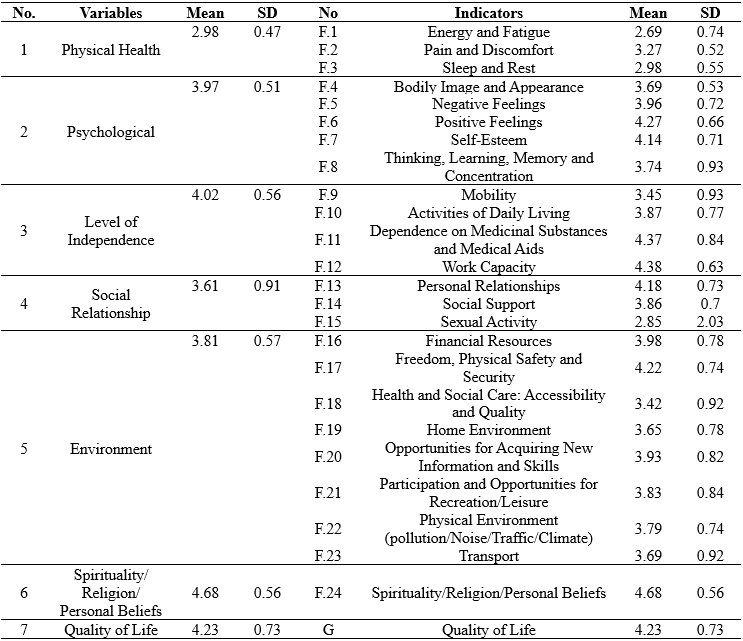 No. Variables Mean SD No Indicators Mean SD
1 Physical Health 2.98 0.47 F.1 Energy and Fatigue 2.69 0.74
F.2 Pain and Discomfort 3.27 0.52
F.3 Sleep and Rest 2.98 0.55
2 Psychological 3.97 0.51 F.4 Bodily Image and Appearance 3.69 0.53
F.5 Negative Feelings 3.96 0.72
F.6 Positive Feelings 4.27 0.66
F.7 Self-Esteem 4.14 0.71
F.8 Thinking, Learning, Memory and
Concentration 3.74 0.93
3 Level of
Independence 4.02 0.56 F.9 Mobility 3.45 0.93
F.10 Activities of Daily Living 3.87 0.77
F.11 Dependence on Medicinal Substances
and Medical Aids 4.37 0.84
F.12 Work Capacity 4.38 0.63
4 Social
Relationship 3.61 0.91 F.13 Personal Relationships 4.18 0.73
F.14 Social Support 3.86 0.7
F.15 Sexual Activity 2.85 2.03
5 Environment 3.81 0.57 F.16 Financial Resources 3.98 0.78
F.17 Freedom, Physical Safety and
Security 4.22 0.74
F.18 Health and Social Care: Accessibility
and Quality 3.42 0.92
F.19 Home Environment 3.65 0.78
F.20 Opportunities for Acquiring New
Information and Skills 3.93 0.82
F.21 Participation and Opportunities for
Recreation/Leisure 3.83 0.84
F.22 Physical Environment
(pollution/Noise/Traffic/Climate) 3.79 0.74
F.23 Transport 3.69 0.92
6 Spirituality/
Religion/
Personal Beliefs 4.68 0.56 F.24 Spirituality/Religion/Personal Beliefs 4.68 0.56
7 Quality of Life 4.23 0.73 G Quality of Life 4.23 0.73